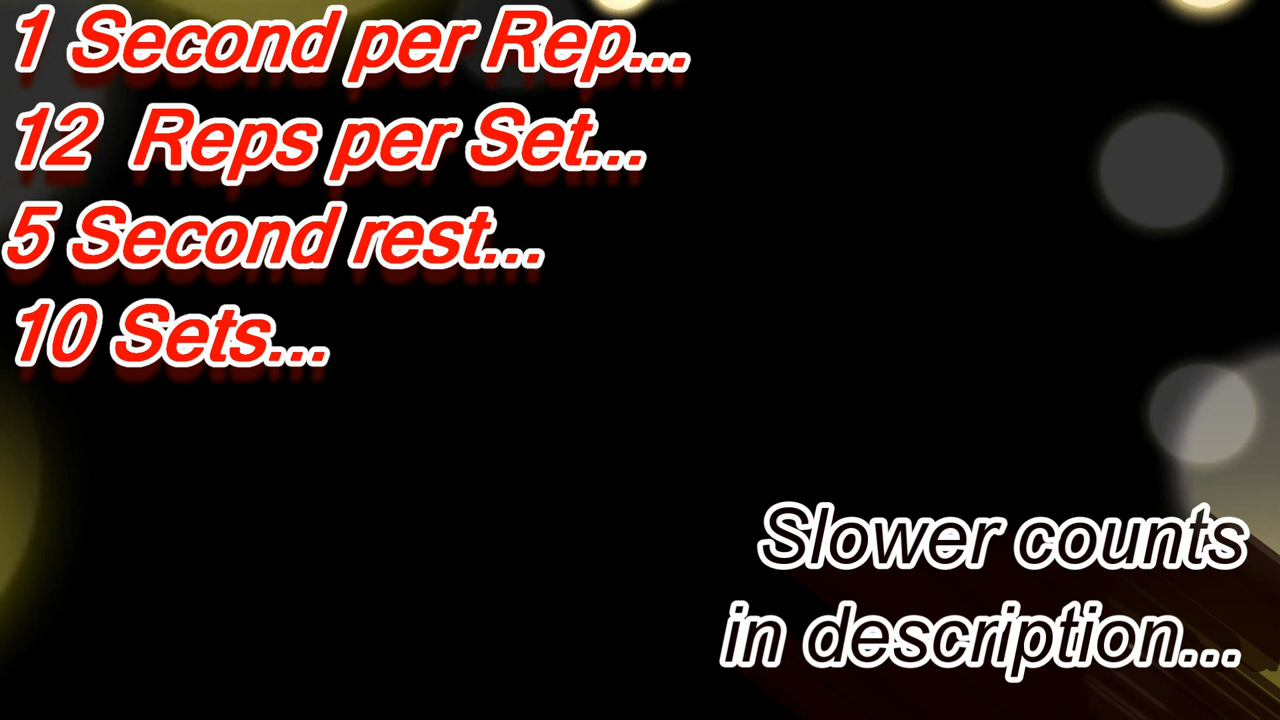 1 Second per Rep...
12 Reps per Set...
5 Second rest...
10 Sets...
Slower counts
in description...